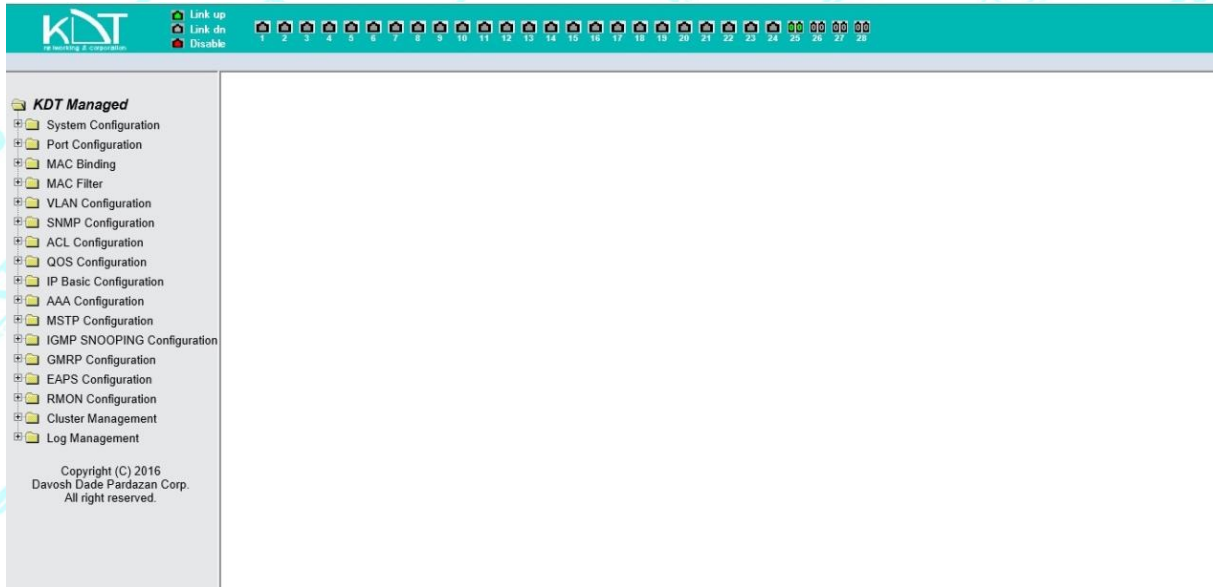 KDT
networking & corporation
Link up
Link dn
Disable
1 2 3 4 5 6 7 8 9 10 11 12 13 14 15 16 17 18 19 20 21 22 23 24 25 26 27 28
KDT Managed
System Configuration
Port Configuration
MAC Binding
MAC Filter
VLAN Configuration
SNMP Configuration
ACL Configuration
QOS Configuration
IP Basic Configuration
AAA Configuration
MSTP Configuration
IGMP SNOOPING Configuration
GMRP Configuration
EAPS Configuration
RMON Configuration
Cluster Management
Log Management
Copyright (C) 2016
Davosh Dade Pardazan Corp.
All right reserved.